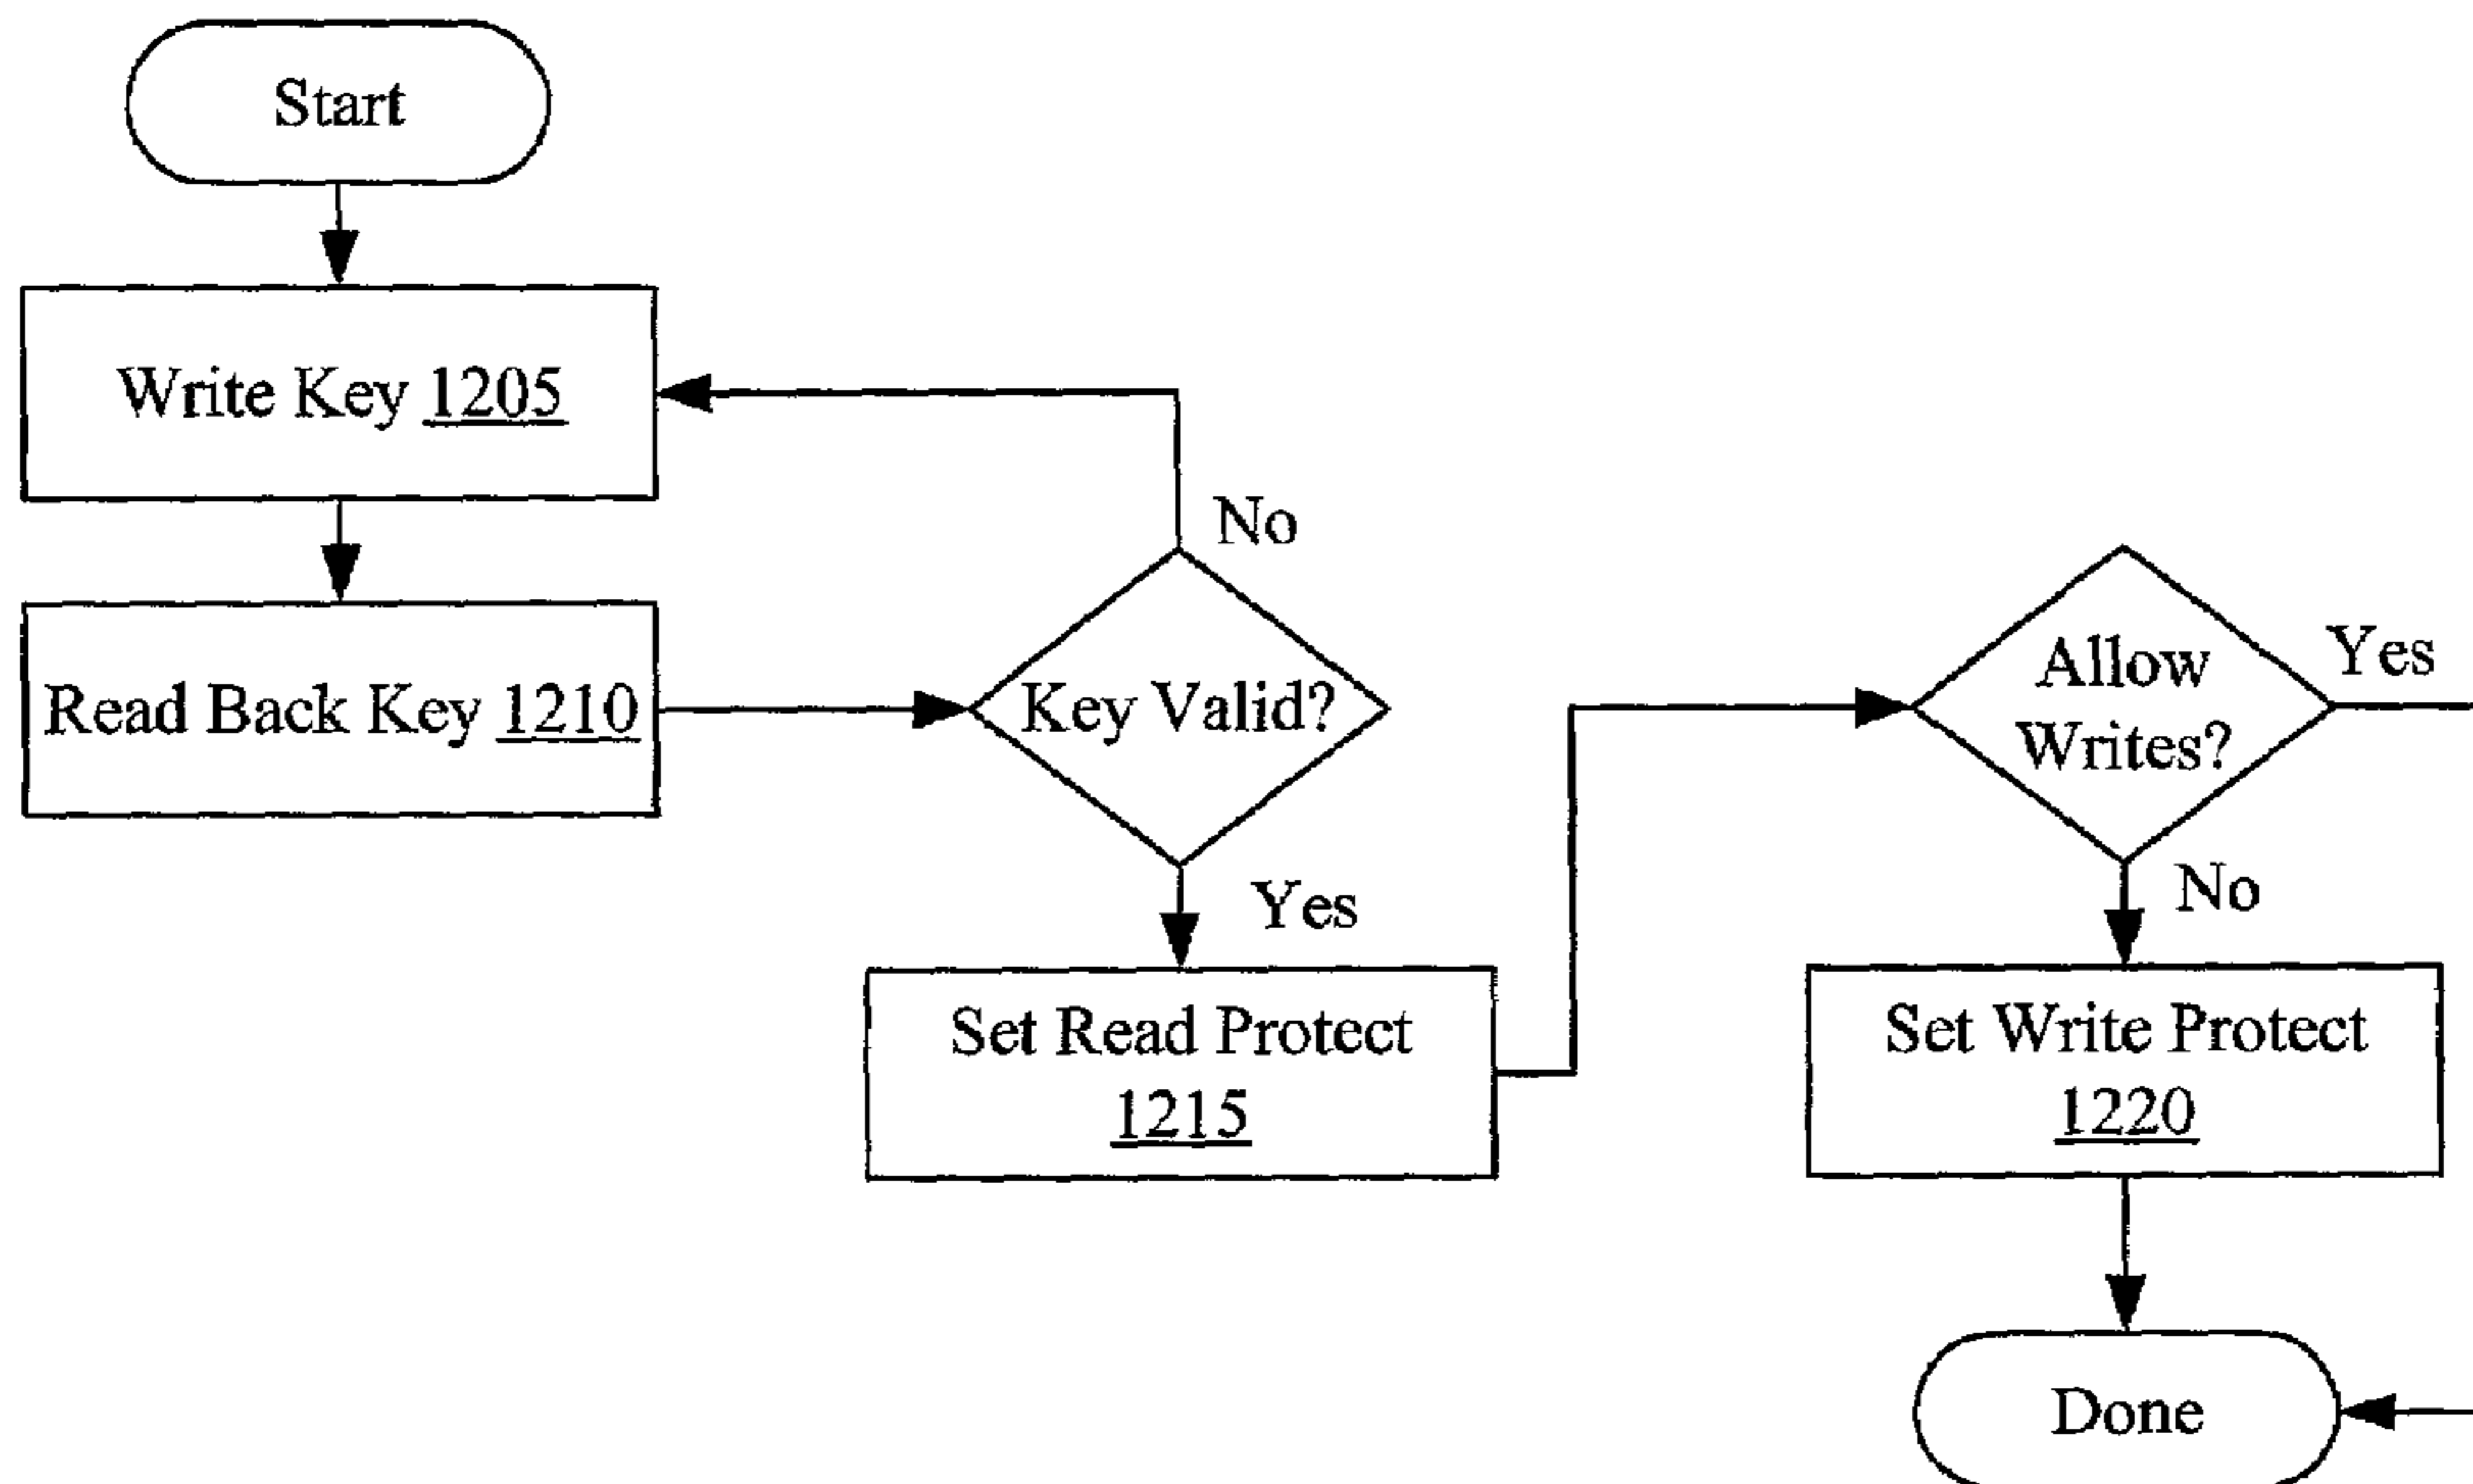 Start
Write Key 1205
No
Read Back Key 1210
Key Valid?
Allow
Writes?
Yes
Yes
No
Set Read Protect
1215
Set Write Protect
1220
Done